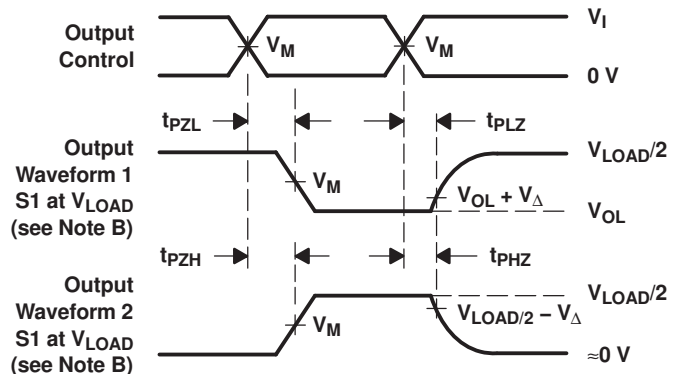 Output
Control
V_M
V_M
V_I
0 V
t_PZL
t_PLZ
Output
Waveform 1
S1 at V_LOAD
(see Note B)
V_M
V_LOAD/2
V_OL + V_Δ
V_OL
t_PZH
t_PHZ
Output
Waveform 2
S1 at V_LOAD
(see Note B)
V_M
V_LOAD/2
V_LOAD/2 − V_Δ
≈0 V